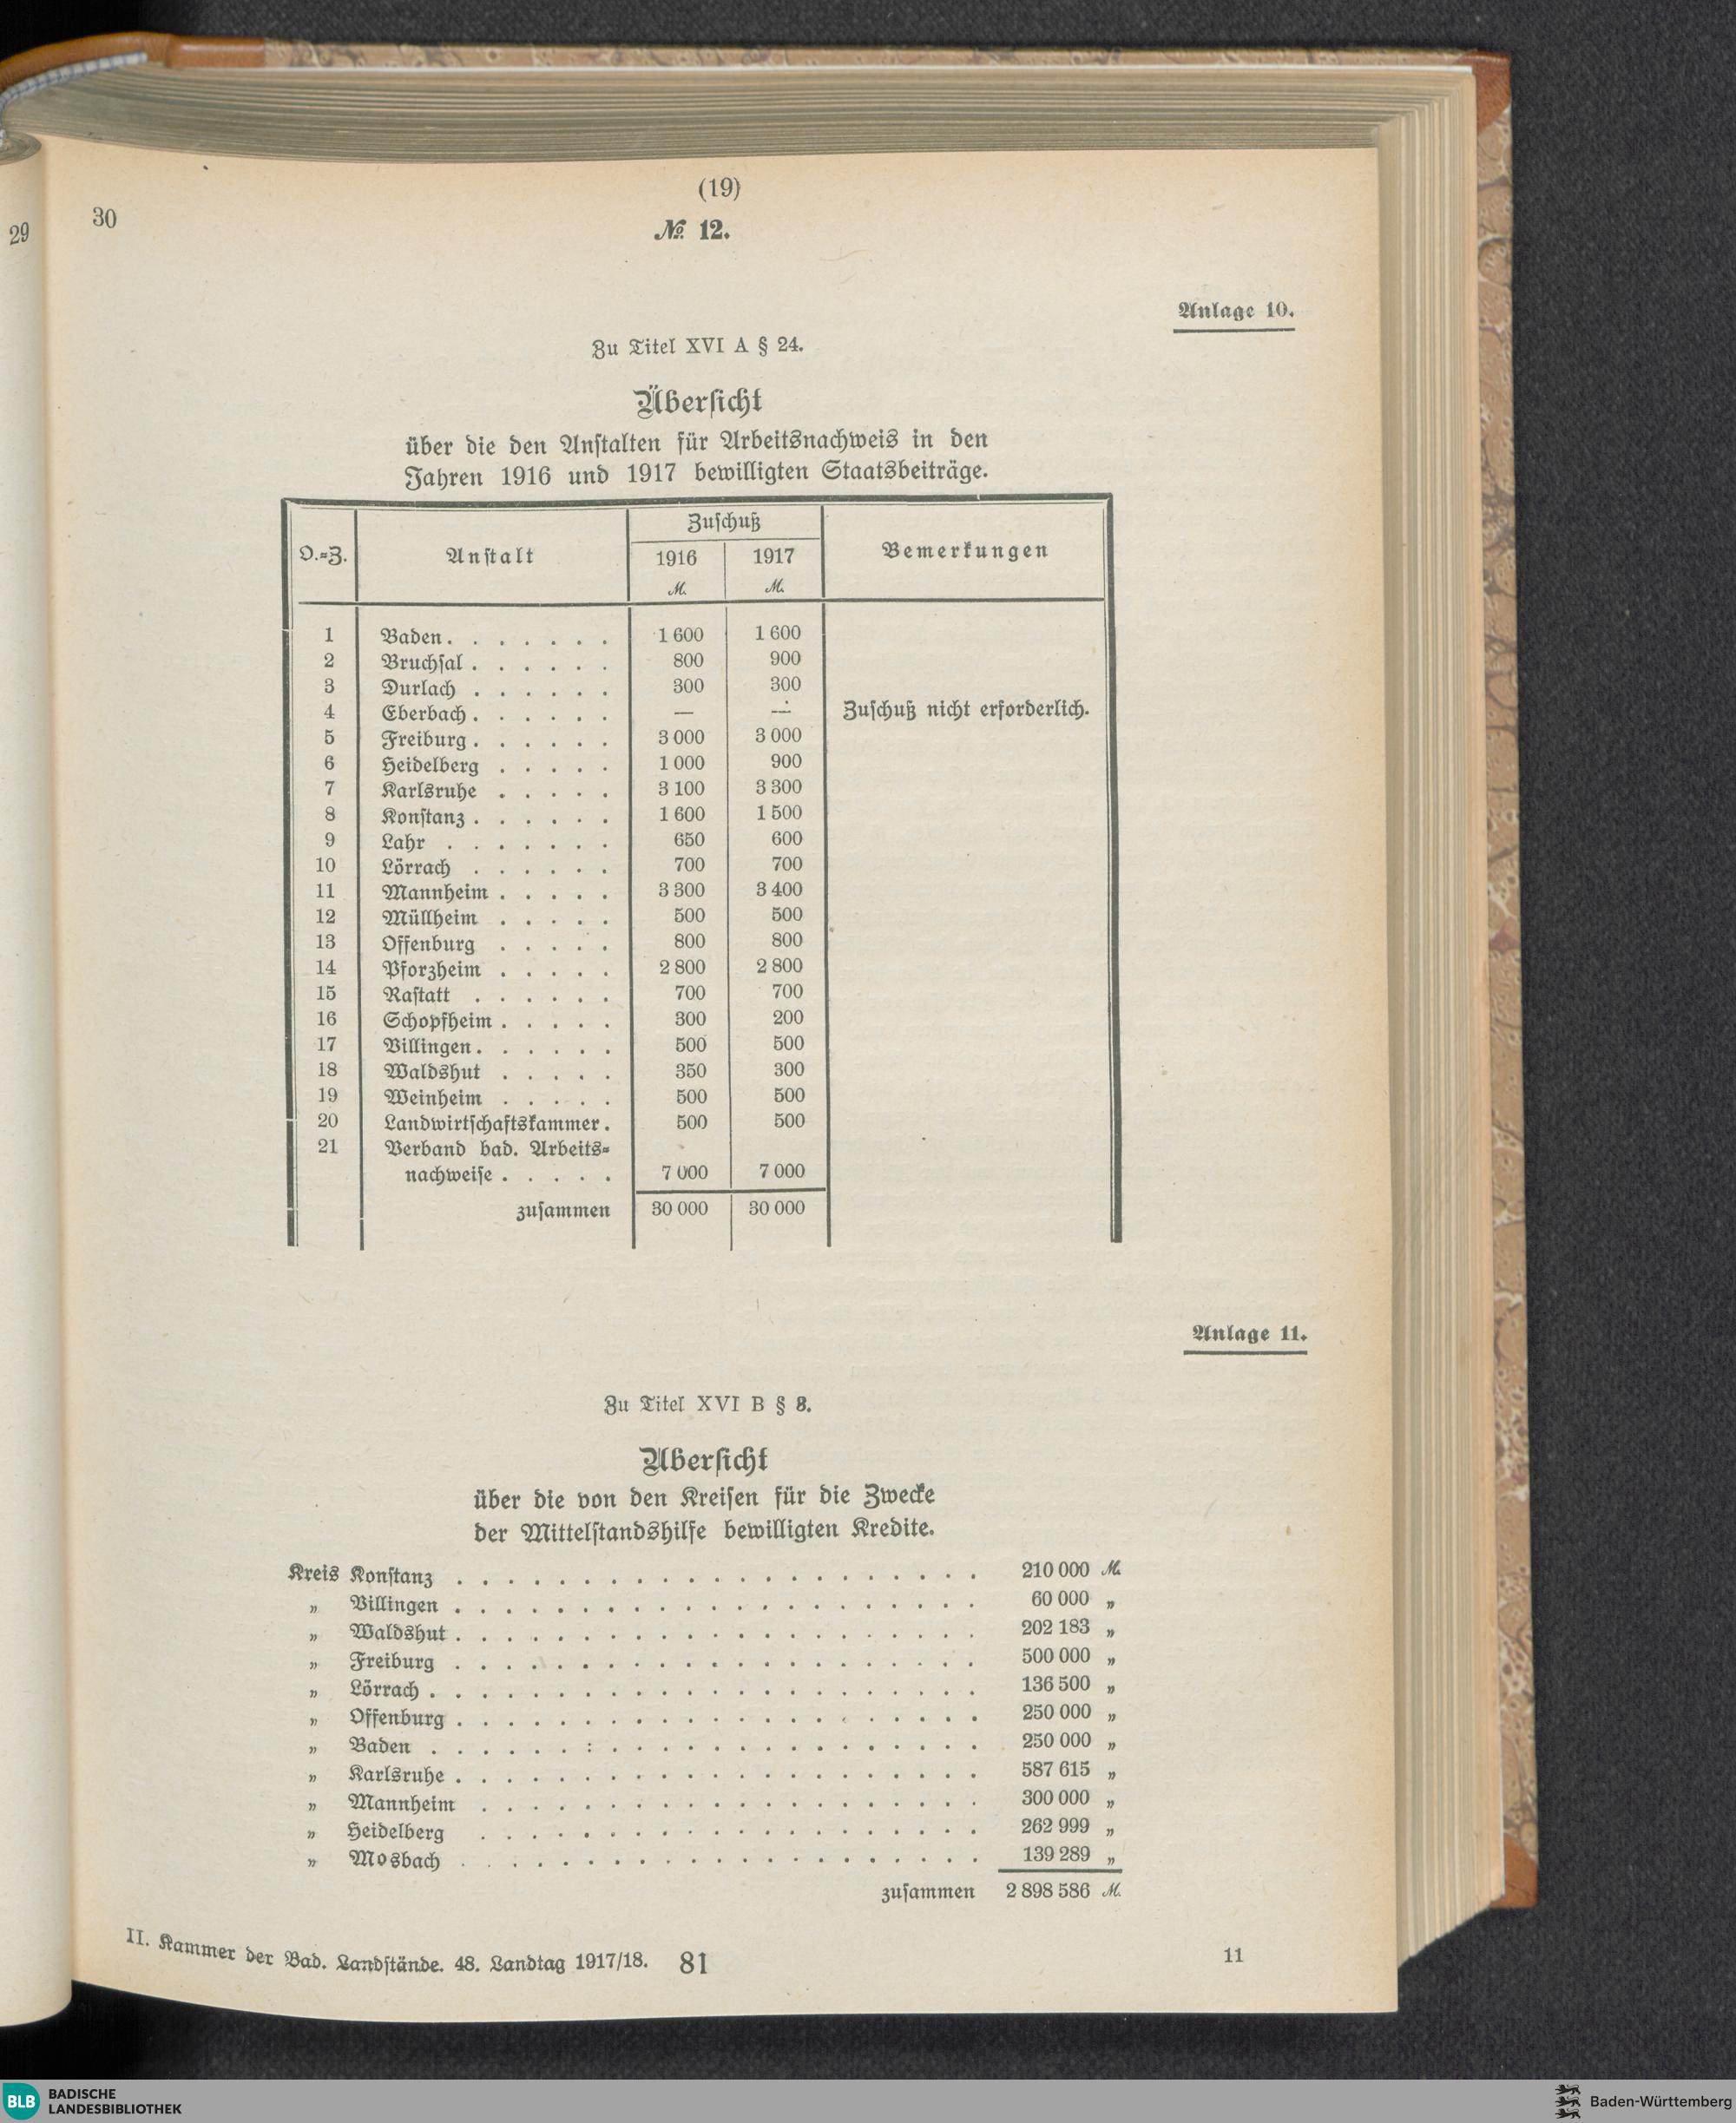 29
30
(19)
№ 12.
Anlage 10.
Zu Titel XVI A § 24.
Übersicht
über die den Anstalten für Arbeitsnachweis in den
Jahren 1916 und 1917 bewilligten Staatsbeiträge.
O.=Z. Anstalt Zuschuß Bemerkungen
1916 1917
M. M.
1 Baden . . . . . . . 1 600 1 600
2 Bruchsal . . . . . . 800 900
3 Durlach . . . . . . 300 300
4 Eberbach . . . . . . — — Zuschuß nicht erforderlich.
5 Freiburg . . . . . . 3 000 3 000
6 Heidelberg . . . . . 1 000 900
7 Karlsruhe . . . . . 3 100 3 300
8 Konstanz . . . . . . 1 600 1 500
9 Lahr . . . . . . . 650 600
10 Lörrach . . . . . . 700 700
11 Mannheim . . . . . 3 300 3 400
12 Müllheim . . . . . 500 500
13 Offenburg . . . . . 800 800
14 Pforzheim . . . . . 2 800 2 800
15 Rastatt . . . . . . 700 700
16 Schopfheim . . . . . 300 200
17 Villingen . . . . . . 500 500
18 Waldshut . . . . . 350 300
19 Weinheim . . . . . 500 500
20 Landwirtschaftskammer . 500 500
21 Verband bad. Arbeits=
nachweise . . . . . 7 000 7 000
zusammen 30 000 30 000
Anlage 11.
Zu Titel XVI B § 8.
Übersicht
über die von den Kreisen für die Zwecke
der Mittelstandshilfe bewilligten Kredite.
Kreis Konstanz . . . . . . . . . . . . . . . . . . . . . 210 000 M.
„ Villingen . . . . . . . . . . . . . . . . . . . . . 60 000 „
„ Waldshut . . . . . . . . . . . . . . . . . . . . . 202 183 „
„ Freiburg . . . . . . . . . . . . . . . . . . . . . 500 000 „
„ Lörrach . . . . . . . . . . . . . . . . . . . . . . 136 500 „
„ Offenburg . . . . . . . . . . . . . . . . . . . . . 250 000 „
„ Baden . . . . . . . . . . . . . . . . . . . . . . 250 000 „
„ Karlsruhe . . . . . . . . . . . . . . . . . . . . . 587 615 „
„ Mannheim . . . . . . . . . . . . . . . . . . . . 300 000 „
„ Heidelberg . . . . . . . . . . . . . . . . . . . . 262 999 „
„ Mosbach . . . . . . . . . . . . . . . . . . . . . 139 289 „
zusammen 2 898 586 M.
II. Kammer der Bad. Landstände. 48. Landtag 1917/18. 81 11
BLB BADISCHE
LANDESBIBLIOTHEK
Baden-Württemberg